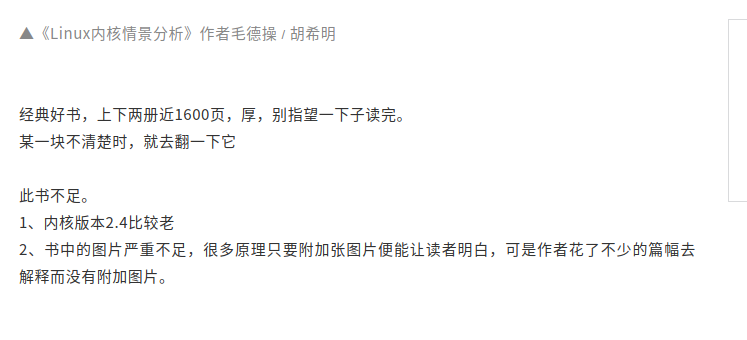 ▲《Linux内核情景分析》作者毛德操 / 胡希明
经典好书，上下两册近1600页，厚，别指望一下子读完。
某一块不清楚时，就去翻一下它
此书不足。
1、内核版本2.4比较老
2、书中的图片严重不足，很多原理只要附加张图片便能让读者明白，可是作者花了不少的篇幅去
解释而没有附加图片。